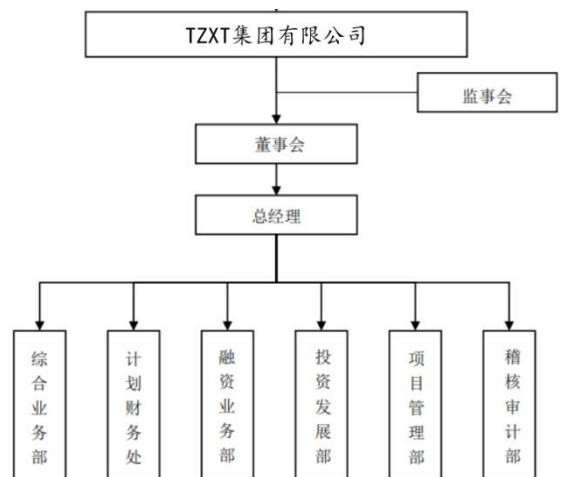 TZXT集团有限公司
监事会
董事会
总经理
综合业务部
计划财务处
融资业务部
投资发展部
项目管理部
稽核审计部